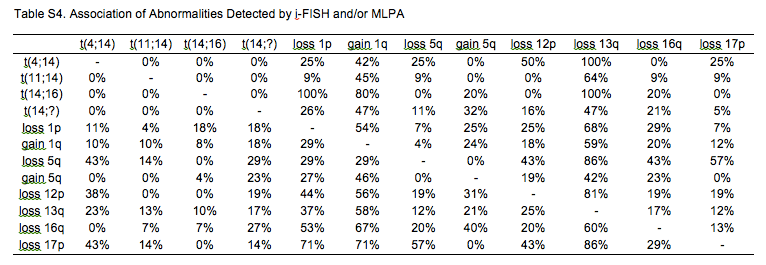 Table S4. Association of Abnormalities Detected by i-FISH and/or MLPA
t(4;14) t(11;14) t(14;16) t(14;?) loss 1p gain 1q loss 5q gain 5q loss 12p loss 13q loss 16q loss 17p
t(4;14) - 0% 0% 0% 25% 42% 25% 0% 50% 100% 0% 25%
t(11;14) 0% - 0% 0% 9% 45% 9% 0% 0% 64% 9% 9%
t(14;16) 0% 0% - 0% 100% 80% 0% 20% 0% 100% 20% 0%
t(14;?) 0% 0% 0% - 26% 47% 11% 32% 16% 47% 21% 5%
loss 1p 11% 4% 18% 18% - 54% 7% 25% 25% 68% 29% 7%
gain 1q 10% 10% 8% 18% 29% - 4% 24% 18% 59% 20% 12%
loss 5q 43% 14% 0% 29% 29% 29% - 0% 43% 86% 43% 57%
gain 5q 0% 0% 4% 23% 27% 46% 0% - 19% 42% 23% 0%
loss 12p 38% 0% 0% 19% 44% 56% 19% 31% - 81% 19% 19%
loss 13q 23% 13% 10% 17% 37% 58% 12% 21% 25% - 17% 12%
loss 16q 0% 7% 7% 27% 53% 67% 20% 40% 20% 60% - 13%
loss 17p 43% 14% 0% 14% 71% 71% 57% 0% 43% 86% 29% -